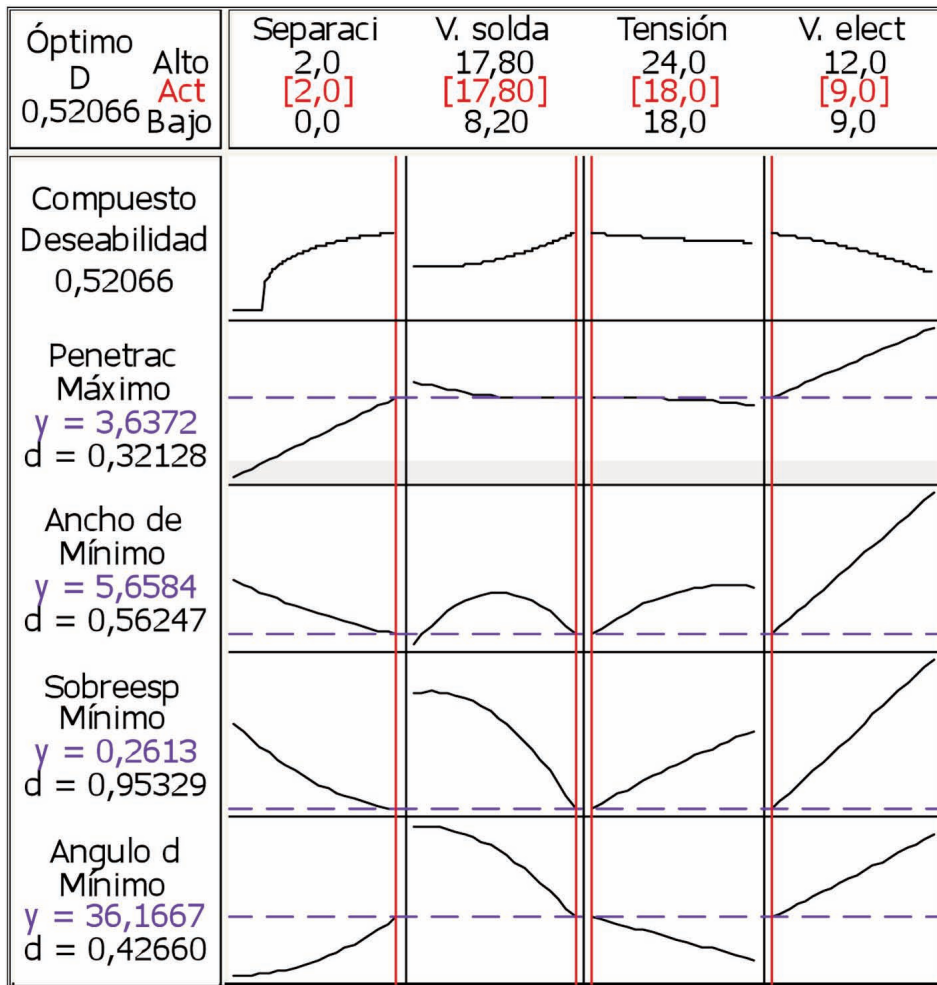 Óptimo
D
0,52066
Alto
Act
Bajo
Separaci
2,0
[2,0]
0,0
V. solda
17,80
[17,80]
8,20
Tensión
24,0
[18,0]
18,0
V. elect
12,0
[9,0]
9,0
Compuesto
Deseabilidad
0,52066
Penetrac
Máximo
y = 3,6372
d = 0,32128
Ancho de
Mínimo
y = 5,6584
d = 0,56247
Sobreesp
Mínimo
y = 0,2613
d = 0,95329
Angulo d
Mínimo
y = 36,1667
d = 0,42660